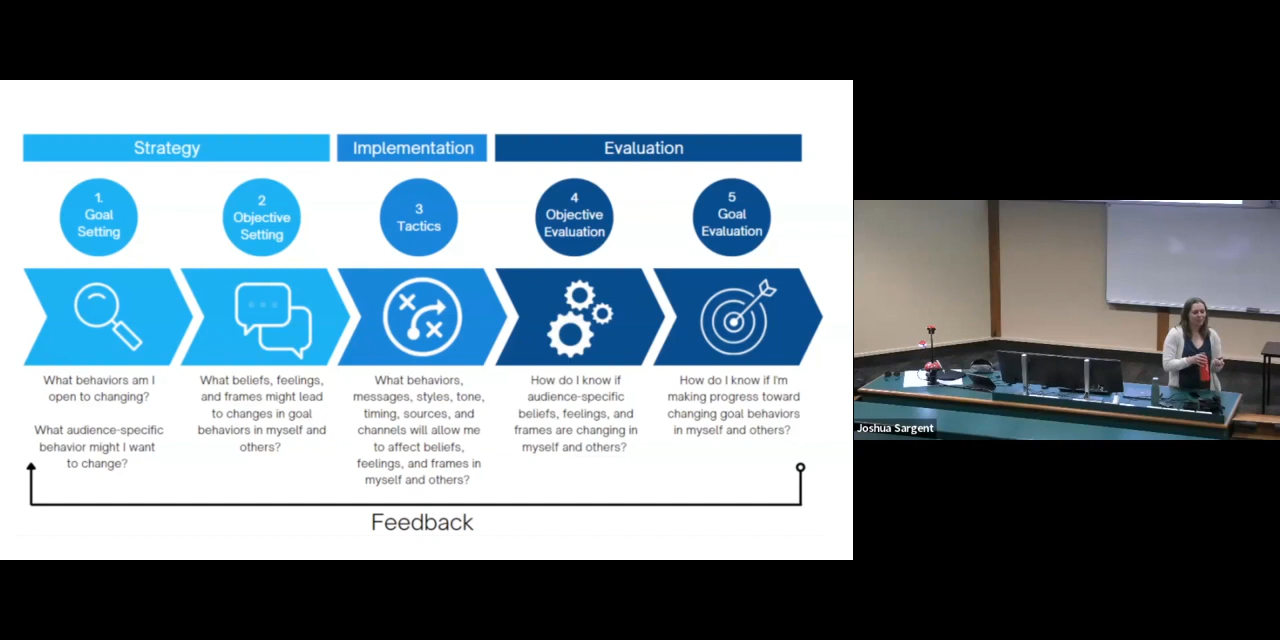 Strategy
Implementation
Evaluation
1.
Goal
Setting
2
Objective
Setting
3
Tactics
4
Objective
Evaluation
5
Goal
Evaluation
What behaviors am I
open to changing?
What audience-specific
behavior might I want
to change?
What beliefs, feelings,
and frames might lead
to changes in goal
behaviors in myself and
others?
What behaviors,
messages, styles, tone,
timing, sources, and
channels will allow me
to affect beliefs,
feelings, and frames in
myself and others?
How do I know if
audience-specific
beliefs, feelings, and
frames are changing in
myself and others?
How do I know if I'm
making progress toward
changing goal behaviors
in myself and others?
Feedback
Joshua Sargent